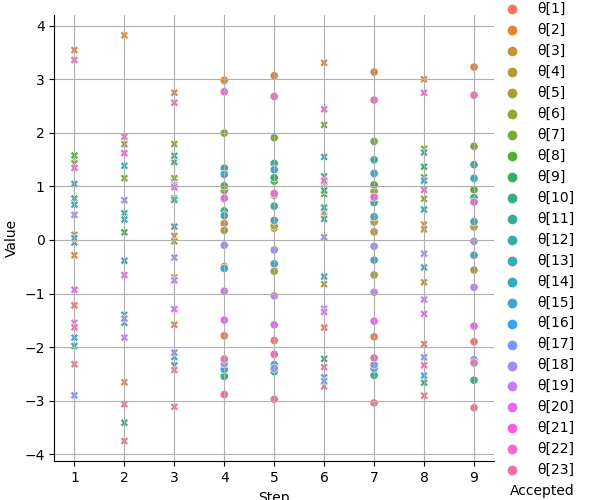 4
3
2
1
0
−1
−2
−3
−4
Value
1 2 3 4 5 6 7 8 9
Step
θ[1]
θ[2]
θ[3]
θ[4]
θ[5]
θ[6]
θ[7]
θ[8]
θ[9]
θ[10]
θ[11]
θ[12]
θ[13]
θ[14]
θ[15]
θ[16]
θ[17]
θ[18]
θ[19]
θ[20]
θ[21]
θ[22]
θ[23]
Accepted